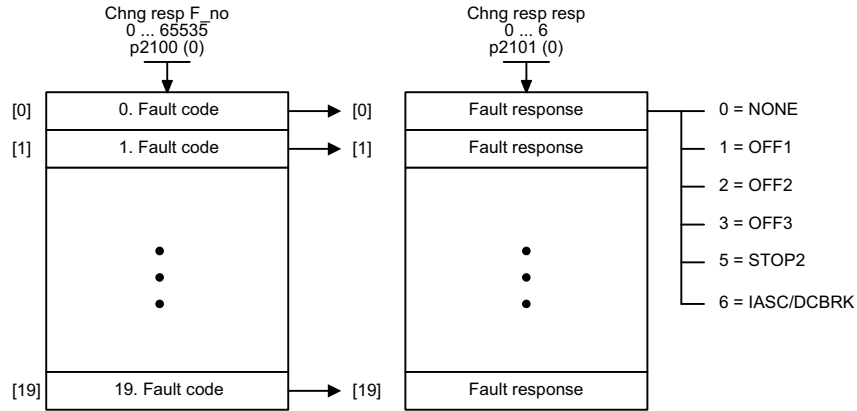 Chng resp F_no
0 ... 65535
p2100 (0)
Chng resp resp
0 ... 6
p2101 (0)
[0] 0. Fault code [0] Fault response 0 = NONE
[1] 1. Fault code [1] Fault response 1 = OFF1
2 = OFF2
3 = OFF3
5 = STOP2
6 = IASC/DCBRK
[19] 19. Fault code [19] Fault response